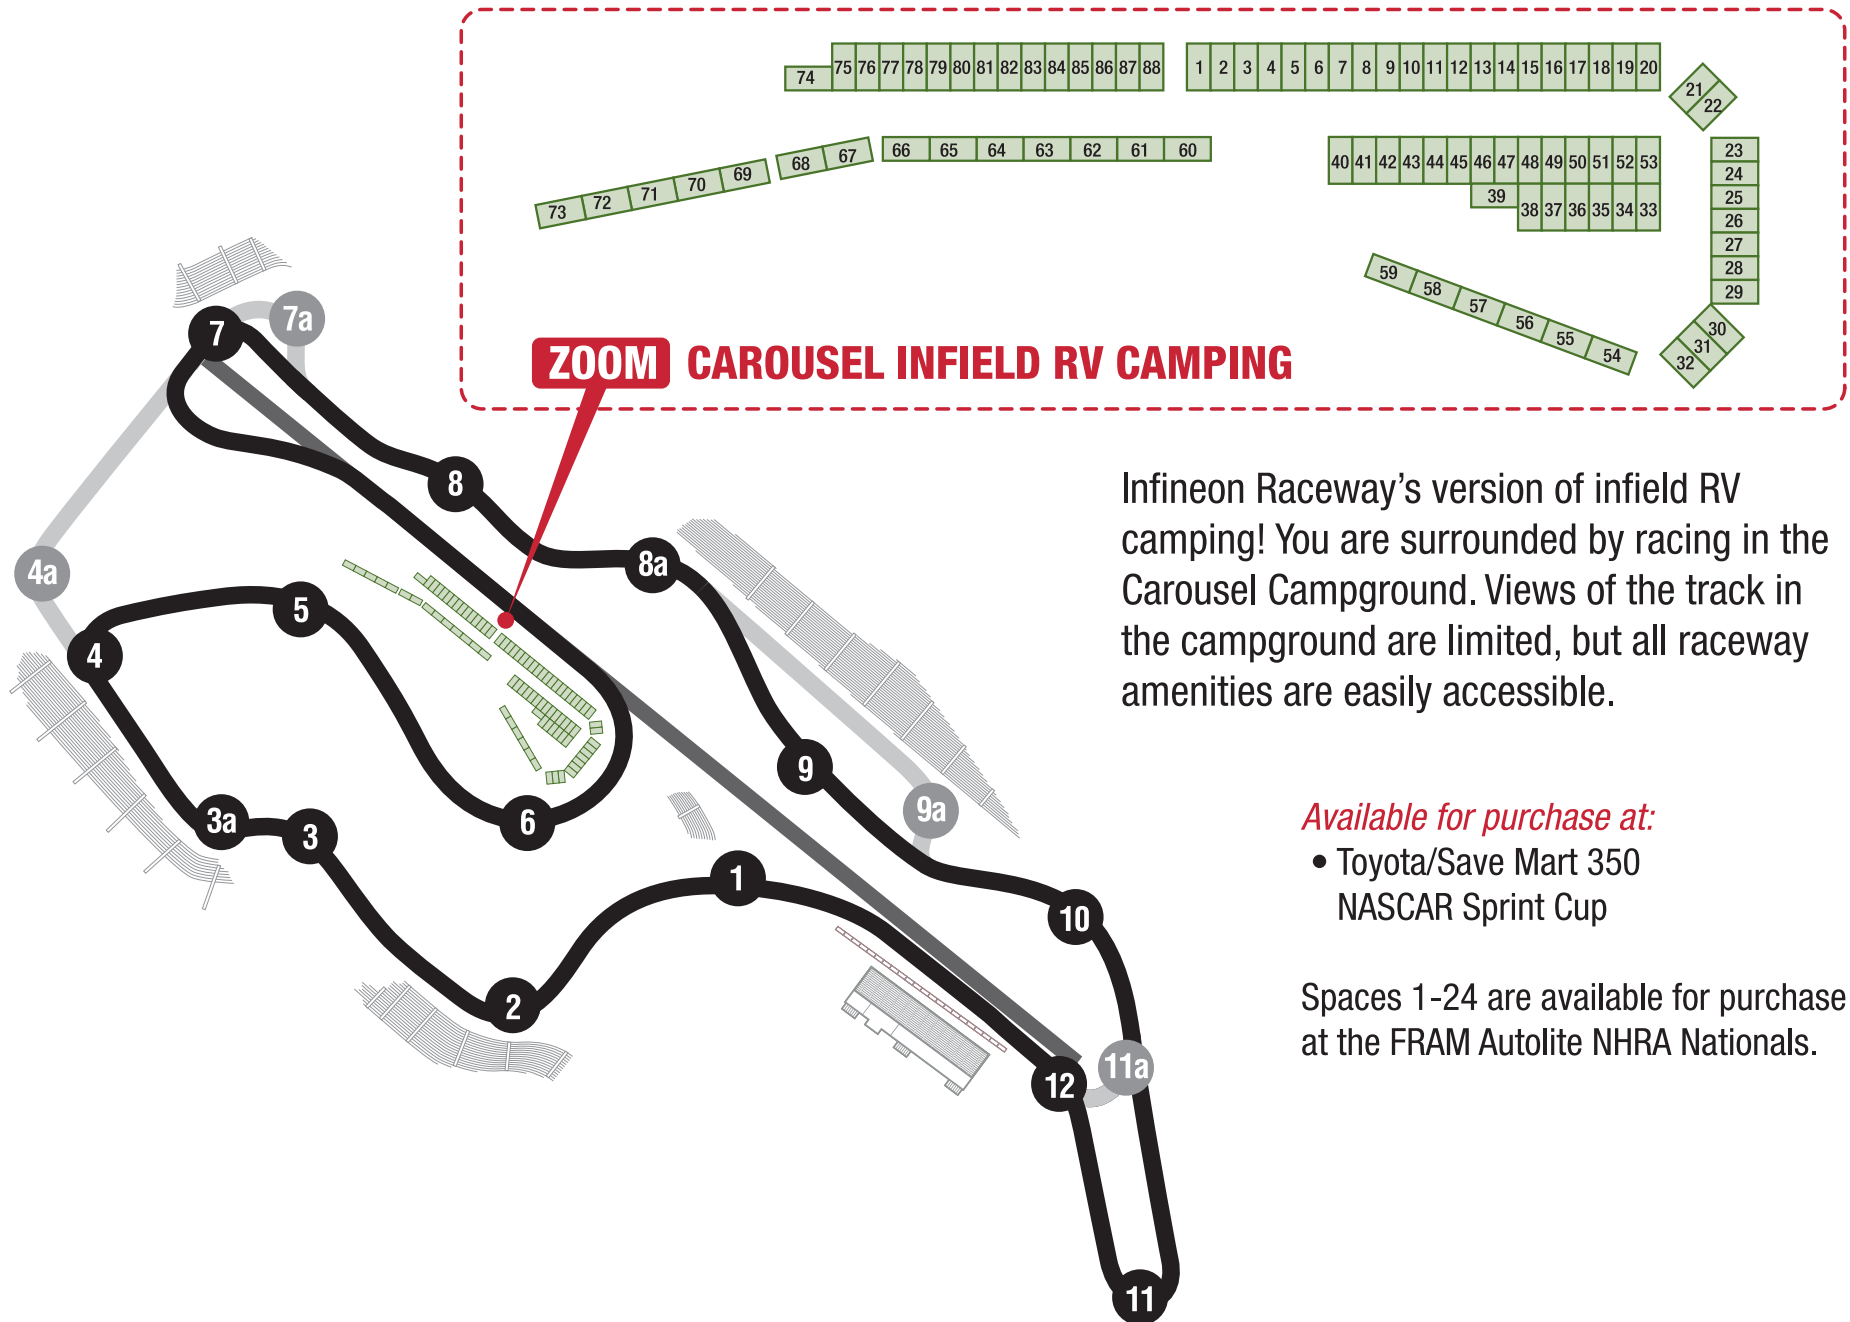 75 76 77 78 79 80 81 82 83 84 85 86 87 88
74
1 2 3 4 5 6 7 8 9 10 11 12 13 14 15 16 17 18 19 20
21
22
73 72 71 70 69 68 67 66 65 64 63 62 61 60
40 41 42 43 44 45 46 47 48 49 50 51 52 53
39
38 37 36 35 34 33
23
24
25
26
27
28
29
30
31
32
59 58 57 56 55 54
ZOOM CAROUSEL INFIELD RV CAMPING
7
7a
8
8a
4a
5
4
3a
3
6
9
9a
1
2
10
12
11a
11
Infineon Raceway’s version of infield RV
camping! You are surrounded by racing in the
Carousel Campground. Views of the track in
the campground are limited, but all raceway
amenities are easily accessible.
Available for purchase at:
• Toyota/Save Mart 350
NASCAR Sprint Cup
Spaces 1-24 are available for purchase
at the FRAM Autolite NHRA Nationals.